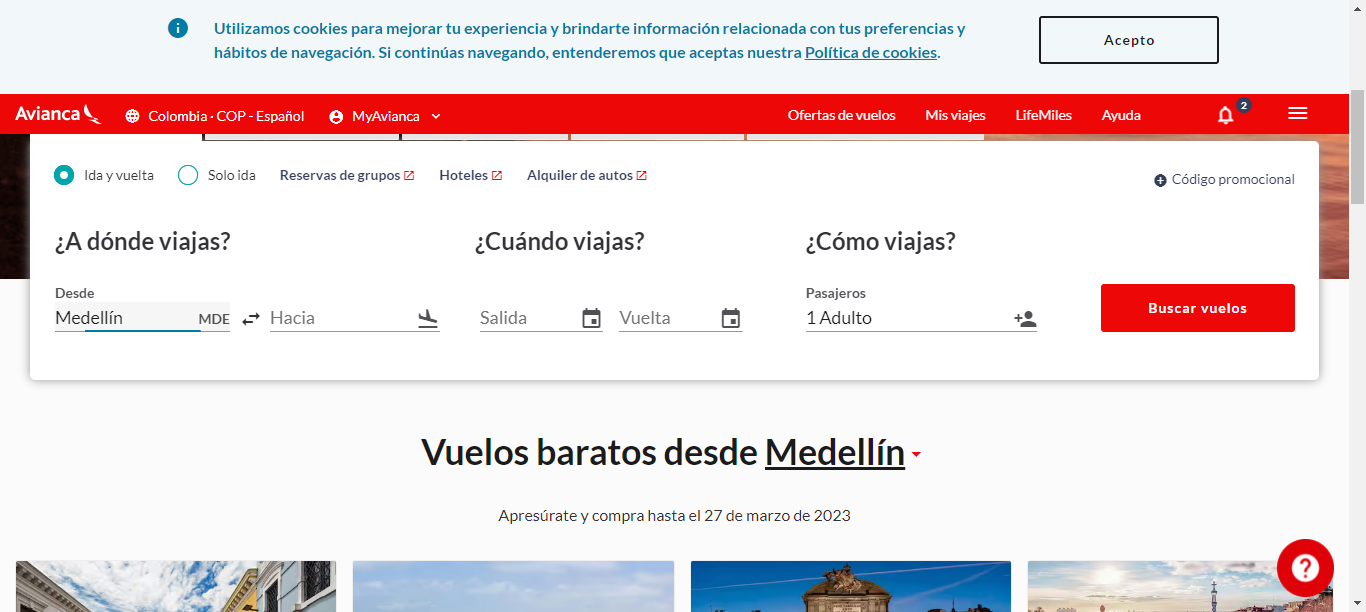 Utilizamos cookies para mejorar tu experiencia y brindarte información relacionada con tus preferencias y
hábitos de navegación. Si continúas navegando, entenderemos que aceptas nuestra Política de cookies.
Acepto
Avianca
Colombia · COP - Español
MyAvianca
Ofertas de vuelos
Mis viajes
LifeMiles
Ayuda
2
Ida y vuelta
Solo ida
Reservas de grupos
Hoteles
Alquiler de autos
Código promocional
¿A dónde viajas?
¿Cuándo viajas?
¿Cómo viajas?
Desde
Pasajeros
Medellín MDE
Hacia
Salida
Vuelta
1 Adulto
Buscar vuelos
Vuelos baratos desde Medellín
Apresúrate y compra hasta el 27 de marzo de 2023
?